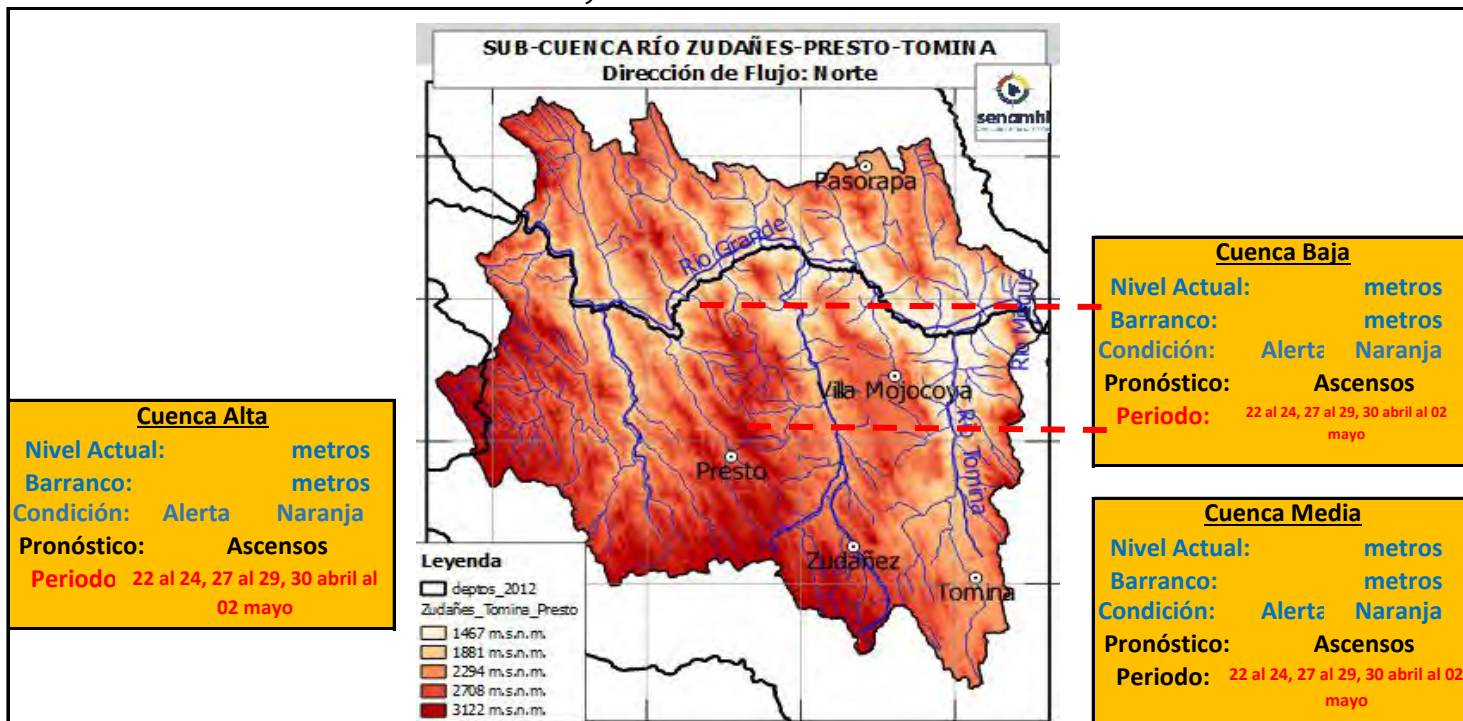 SUB-CUENCA RÍO ZUDAÑES-PRESTO-TOMINA
Dirección de Flujo: Norte
senamhi
Pasorapa
Río Grande
Río Mizque
Villa Mojocoya
Río Tomina
Presto
Zudáñez
Tomina
Leyenda
deptos_2012
Zudañes_Tomina_Presto
1467 m.s.n.m.
1881 m.s.n.m.
2294 m.s.n.m.
2708 m.s.n.m.
3122 m.s.n.m.
Cuenca Alta
Nivel Actual: metros
Barranco: metros
Condición: Alerta Naranja
Pronóstico: Ascensos
Periodo 22 al 24, 27 al 29, 30 abril al
02 mayo
Cuenca Baja
Nivel Actual: metros
Barranco: metros
Condición: Alerta Naranja
Pronóstico: Ascensos
Periodo: 22 al 24, 27 al 29, 30 abril al 02
mayo
Cuenca Media
Nivel Actual: metros
Barranco: metros
Condición: Alerta Naranja
Pronóstico: Ascensos
Periodo: 22 al 24, 27 al 29, 30 abril al 02
mayo